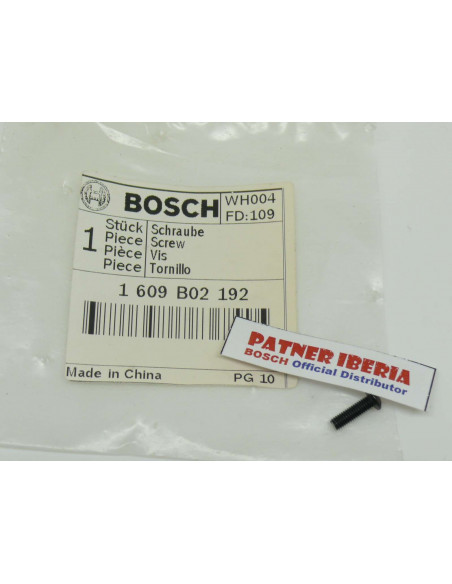 BOSCH
WH004
FD:109
1
Stück Schraube
Piece Screw
Pièce Vis
Piece Tornillo
1 609 B02 192
Made in China PG 10
PATNER IBERIA
BOSCH Official Distributor